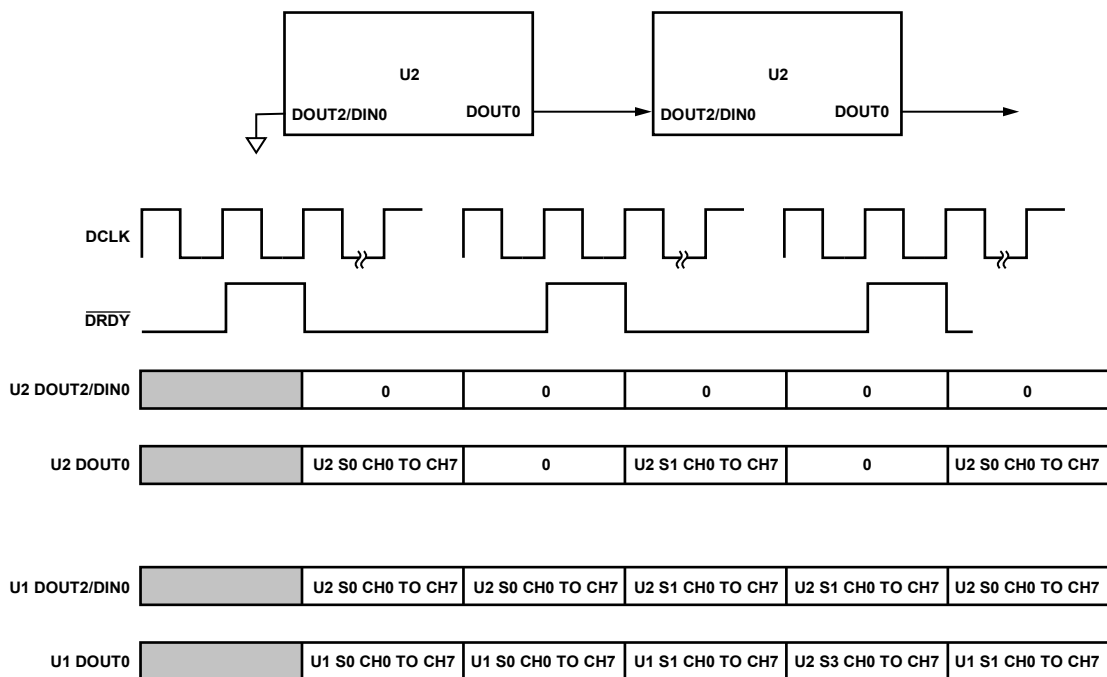 U2
U2
DOUT2/DIN0 DOUT0
DOUT2/DIN0 DOUT0
DCLK
DRDY
U2 DOUT2/DIN0 0 0 0 0 0
U2 DOUT0 U2 S0 CH0 TO CH7 0 U2 S1 CH0 TO CH7 0 U2 S0 CH0 TO CH7
U1 DOUT2/DIN0 U2 S0 CH0 TO CH7 U2 S0 CH0 TO CH7 U2 S1 CH0 TO CH7 U2 S1 CH0 TO CH7 U2 S0 CH0 TO CH7
U1 DOUT0 U1 S0 CH0 TO CH7 U1 S0 CH0 TO CH7 U1 S1 CH0 TO CH7 U2 S3 CH0 TO CH7 U1 S1 CH0 TO CH7